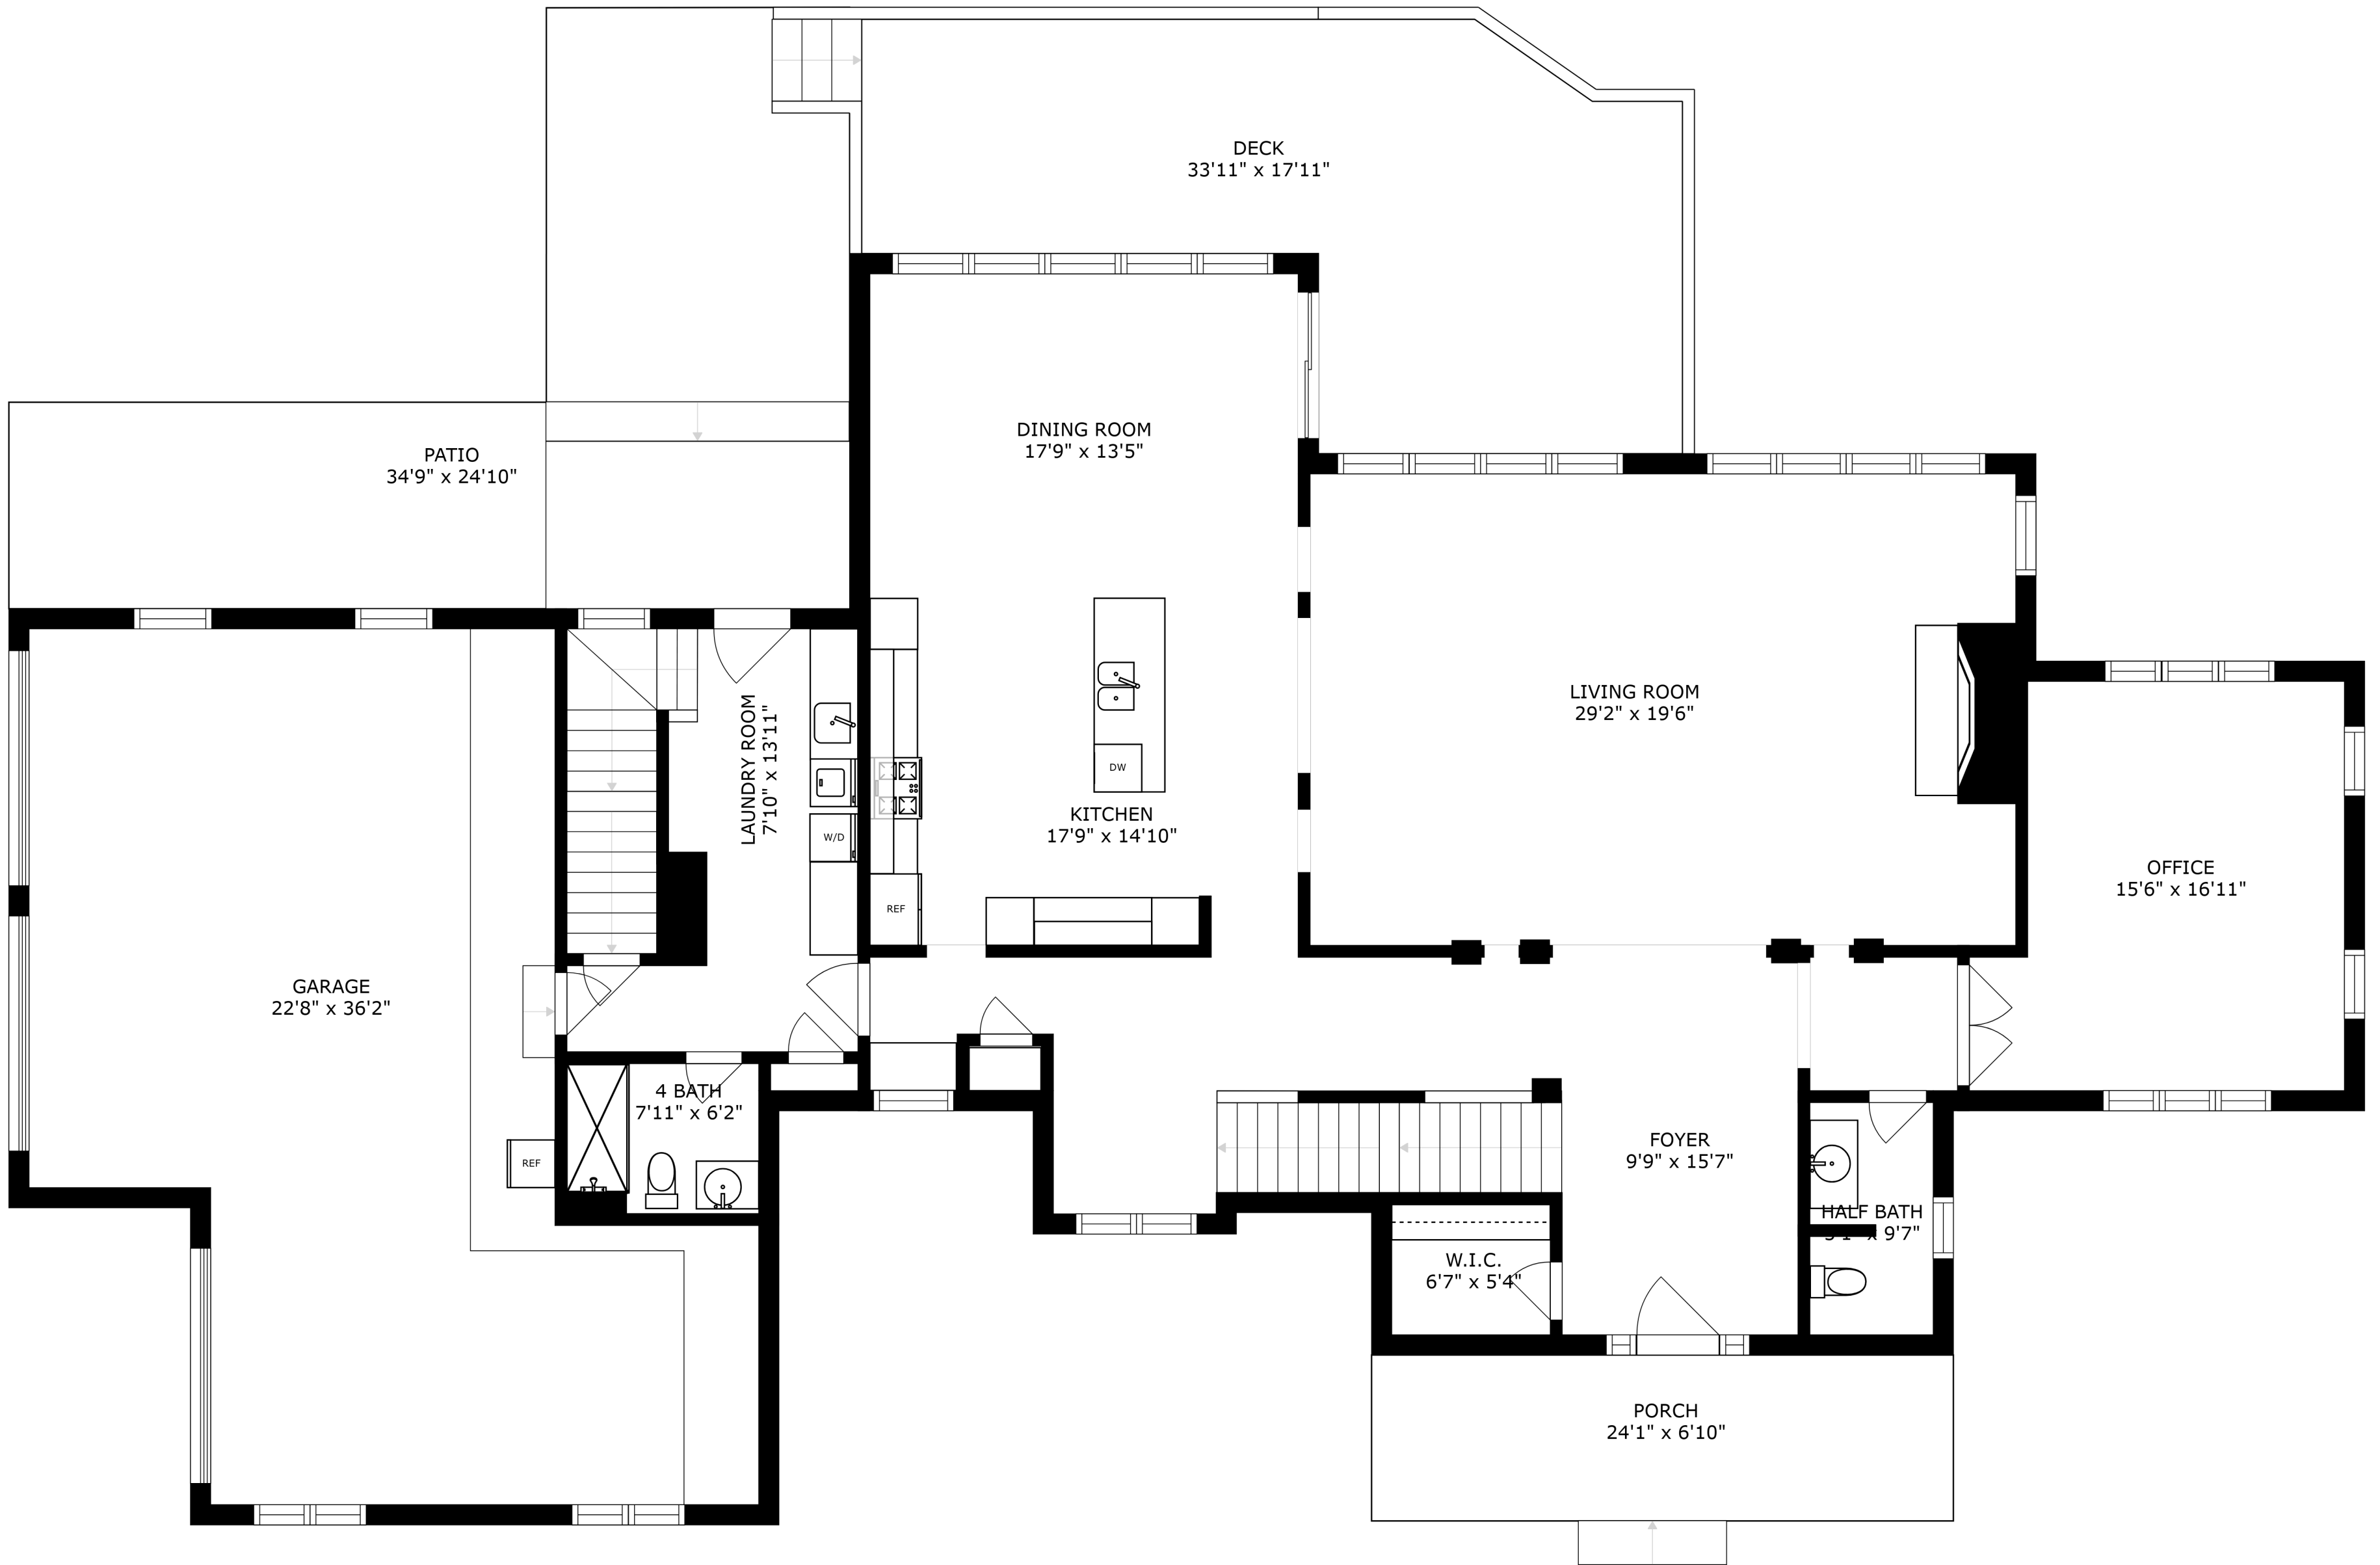 DECK
33'11" x 17'11"
DINING ROOM
17'9" x 13'5"
PATIO
34'9" x 24'10"
LIVING ROOM
29'2" x 19'6"
LAUNDRY ROOM
7'10" x 13'11"
DW
KITCHEN
17'9" x 14'10"
W/D
REF
OFFICE
15'6" x 16'11"
GARAGE
22'8" x 36'2"
4 BATH
7'11" x 6'2"
REF
FOYER
9'9" x 15'7"
HALF BATH
x 9'7"
W.I.C.
6'7" x 5'4"
PORCH
24'1" x 6'10"